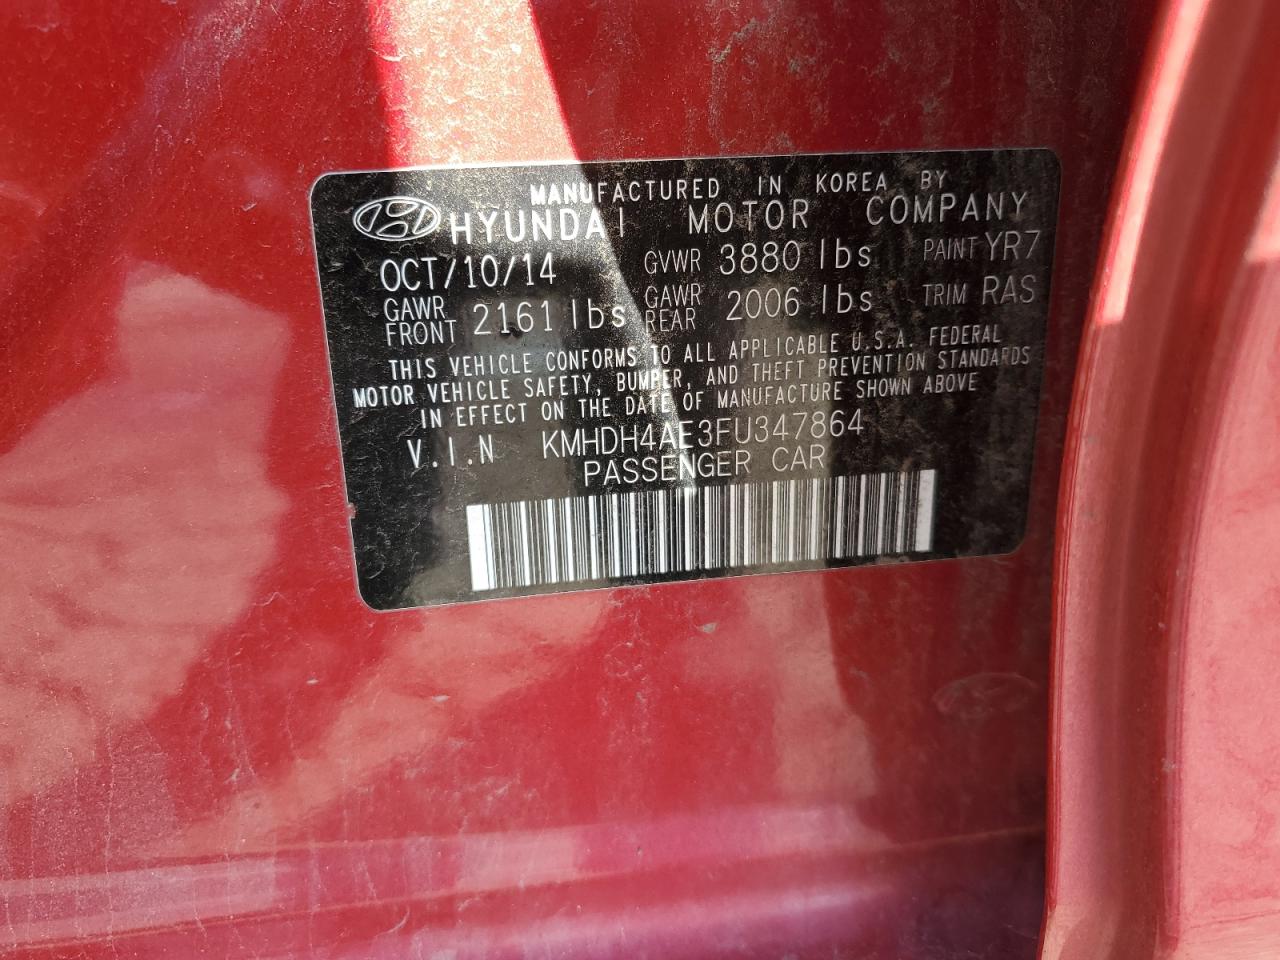 MANUFACTURED IN KOREA BY
HYUNDAI MOTOR COMPANY
OCT/10/14 GVWR 3880 lbs PAINT YR7
GAWR FRONT 2161 lbs GAWR REAR 2006 lbs TRIM RAS
THIS VEHICLE CONFORMS TO ALL APPLICABLE U.S.A. FEDERAL
MOTOR VEHICLE SAFETY, BUMPER, AND THEFT PREVENTION STANDARDS
IN EFFECT ON THE DATE OF MANUFACTURE SHOWN ABOVE
V.I.N KMHDH4AE3FU347864
PASSENGER CAR